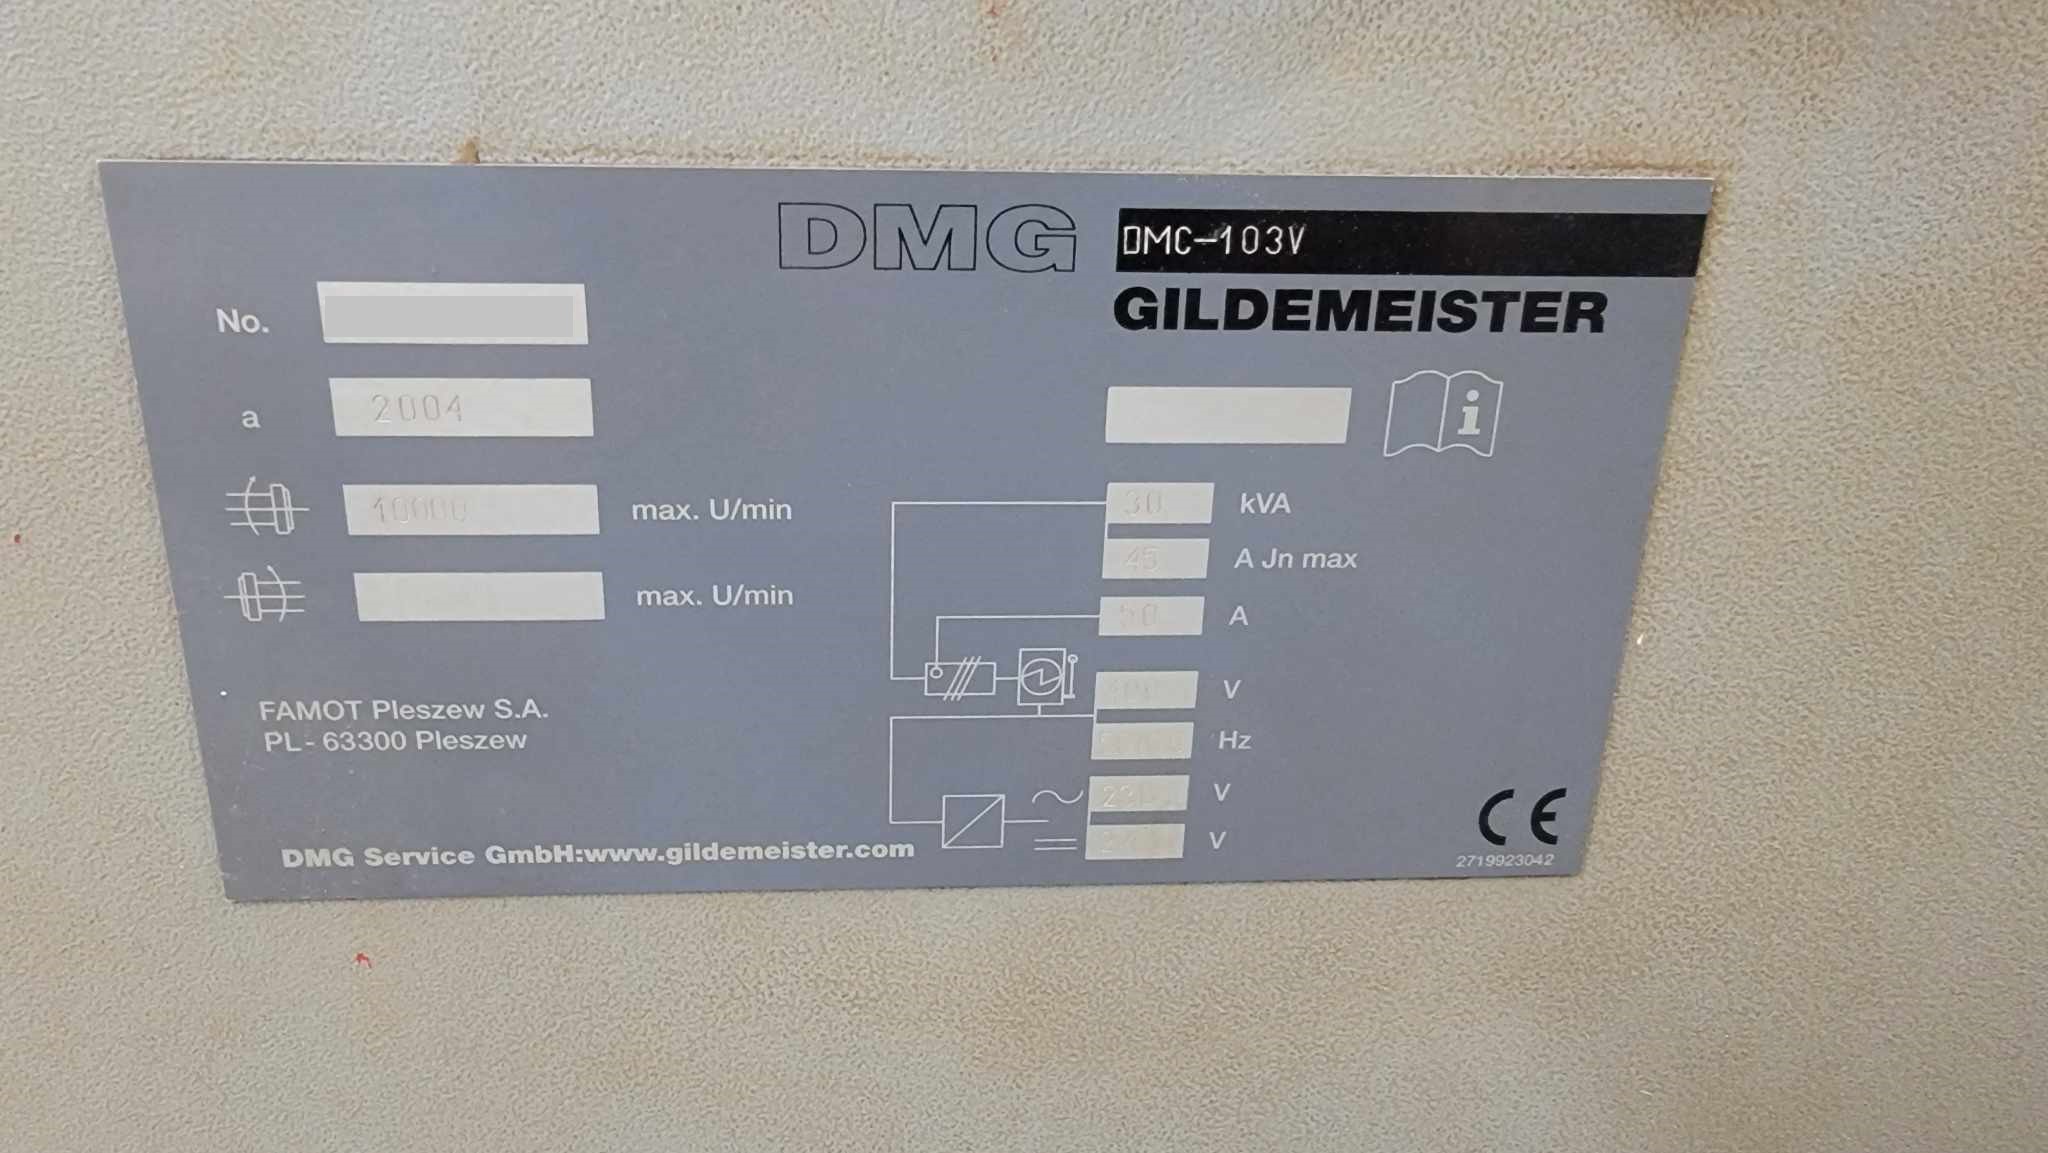 DMG DMC-103V
GILDEMEISTER
No.
a 2004
10000 max. U/min
max. U/min
30 kVA
45 A Jn max
50 A
V
Hz
V
V
FAMOT Pleszew S.A.
PL-63300 Pleszew
DMG Service GmbH:www.gildemeister.com
CE
2719923042